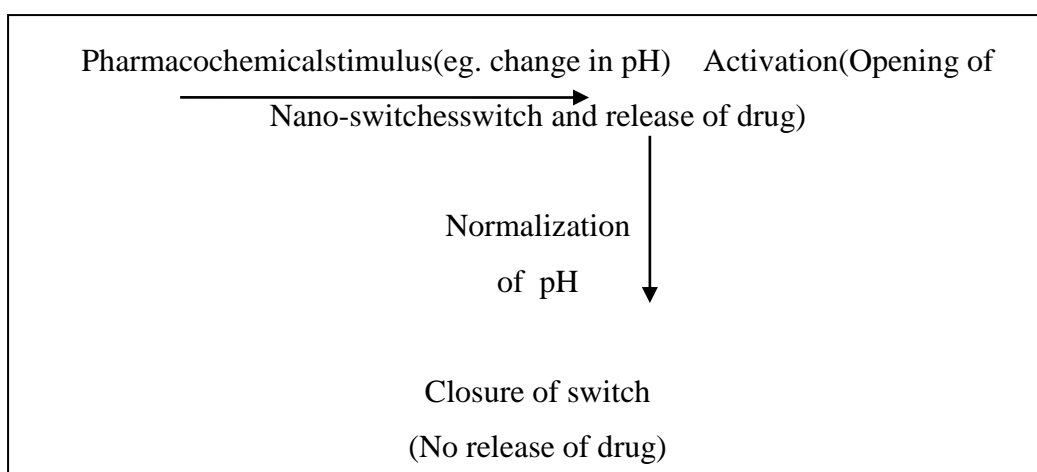 Pharmacochemicalstimulus(eg. change in pH) Activation(Opening of
Nano-switchesswitch and release of drug)
Normalization
of pH
Closure of switch
(No release of drug)